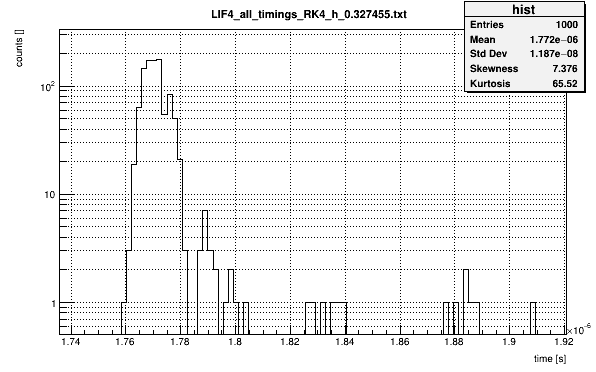 LIF4_all_timings_RK4_h_0.327455.txt
hist
Entries 1000
Mean 1.772e−06
Std Dev 1.187e−08
Skewness 7.376
Kurtosis 65.52
counts []
10²
10
1
1.74 1.76 1.78 1.8 1.82 1.84 1.86 1.88 1.9 1.92
×10⁻⁶
time [s]